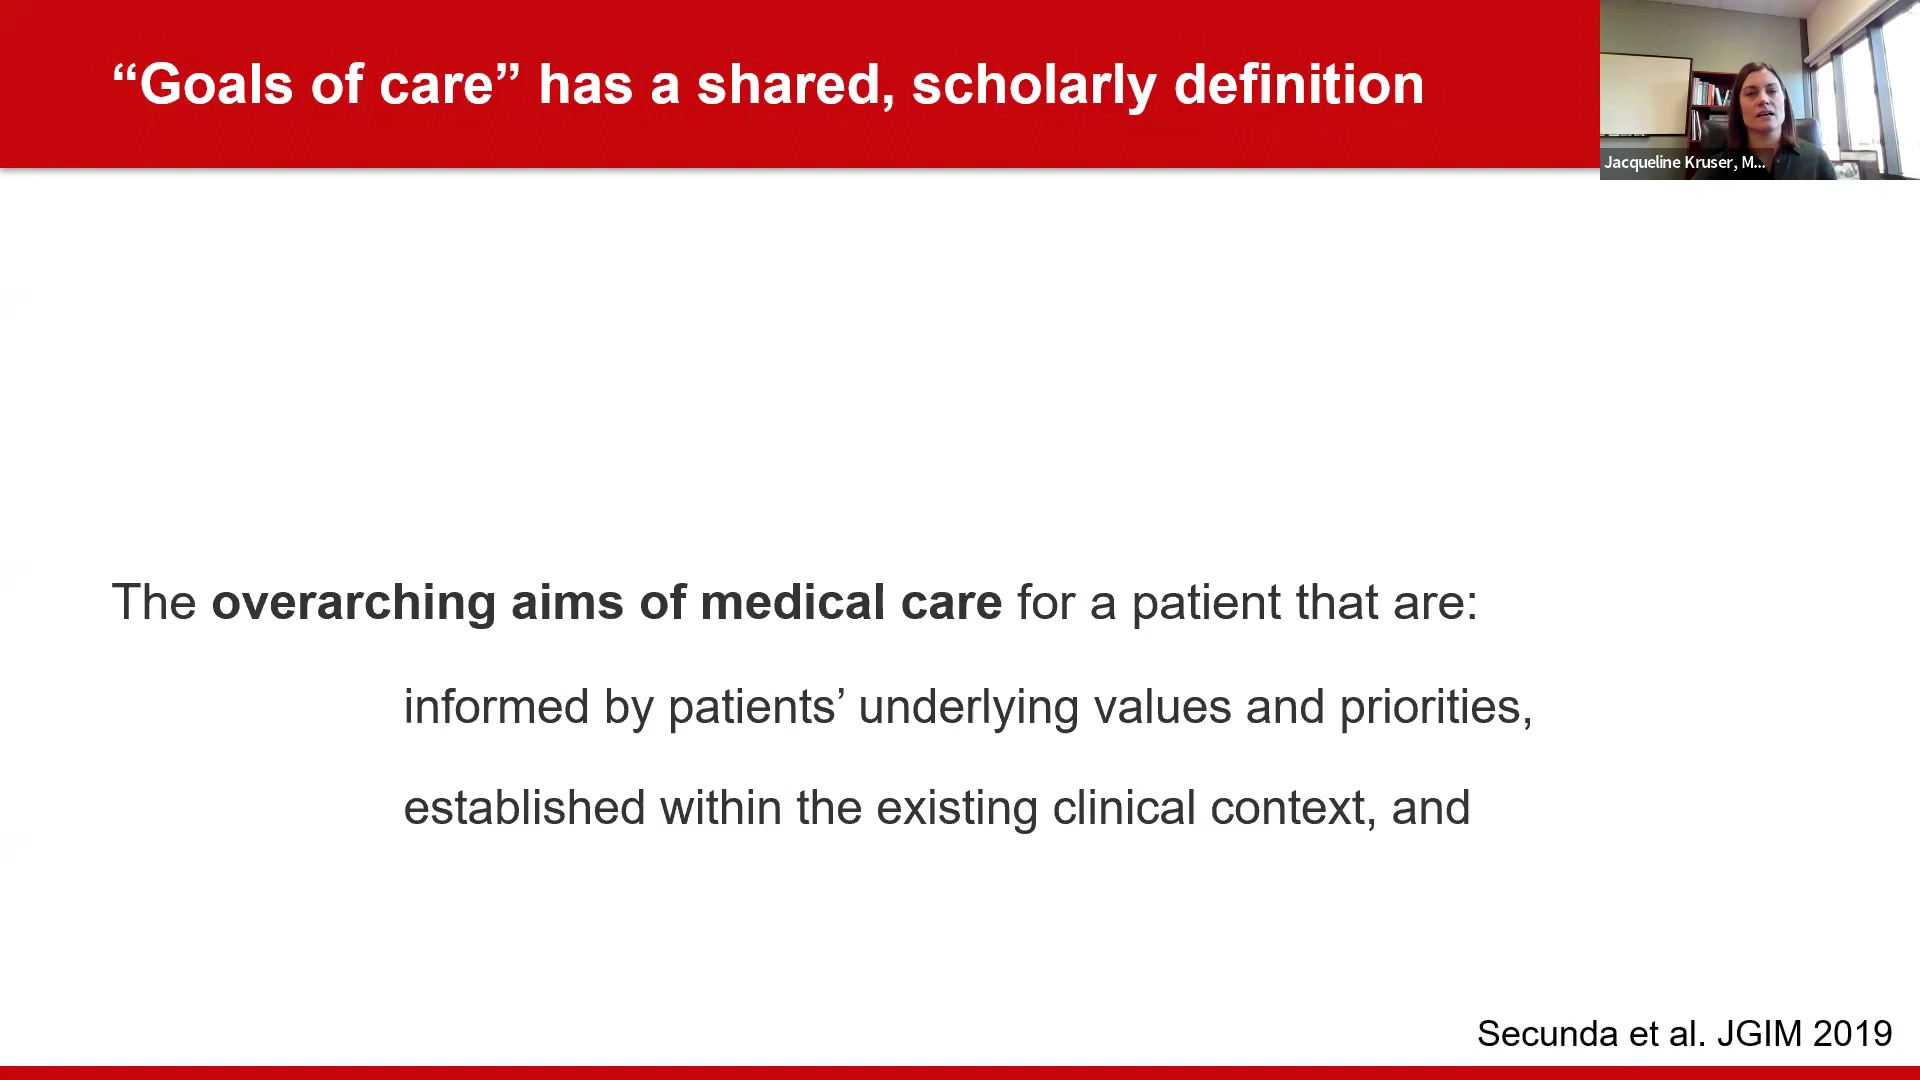 “Goals of care” has a shared, scholarly definition
Jacqueline Kruser, M...
The overarching aims of medical care for a patient that are:
informed by patients’ underlying values and priorities,
established within the existing clinical context, and
Secunda et al. JGIM 2019